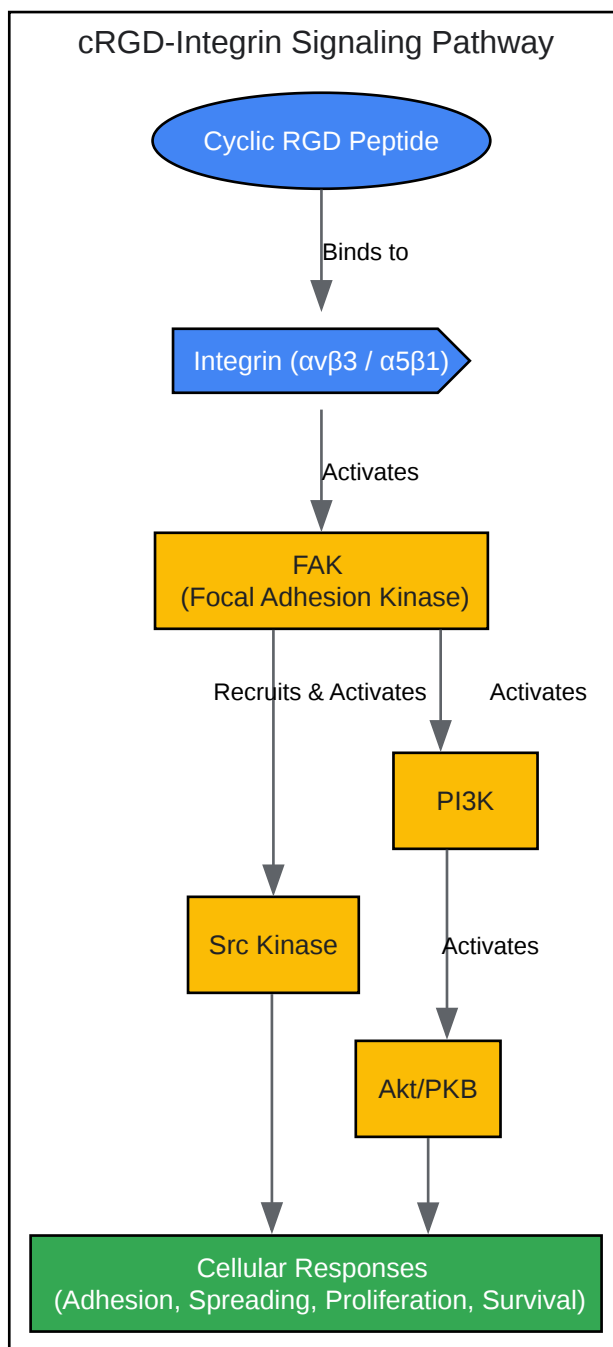 cRGD-Integrin Signaling Pathway
Cyclic RGD Peptide
Binds to
Integrin (αvβ3 / α5β1)
Activates
FAK
(Focal Adhesion Kinase)
Recruits & Activates
Activates
PI3K
Src Kinase
Activates
Akt/PKB
Cellular Responses
(Adhesion, Spreading, Proliferation, Survival)